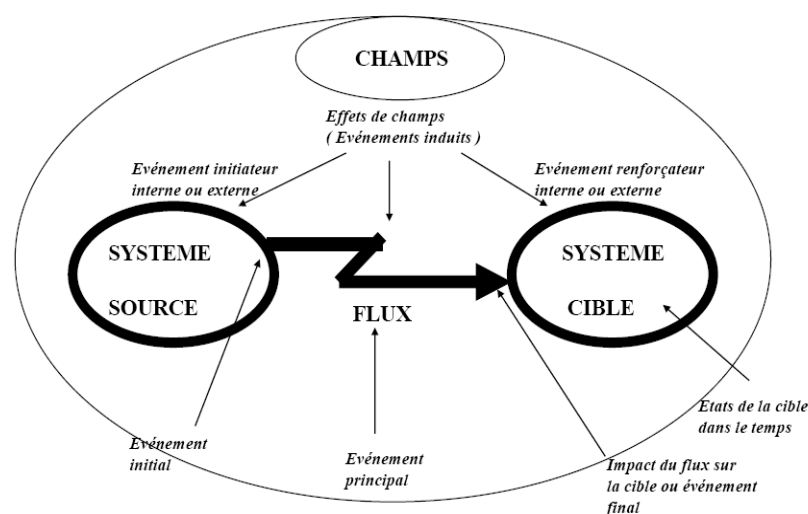 CHAMPS
Effets de champs
( Evénements induits )
Evénement initiateur
interne ou externe
Evénement renforçateur
interne ou externe
SYSTEME
SOURCE
FLUX
SYSTEME
CIBLE
Evénement
initial
Evénement
principal
Impact du flux sur
la cible ou événement
final
Etats de la cible
dans le temps